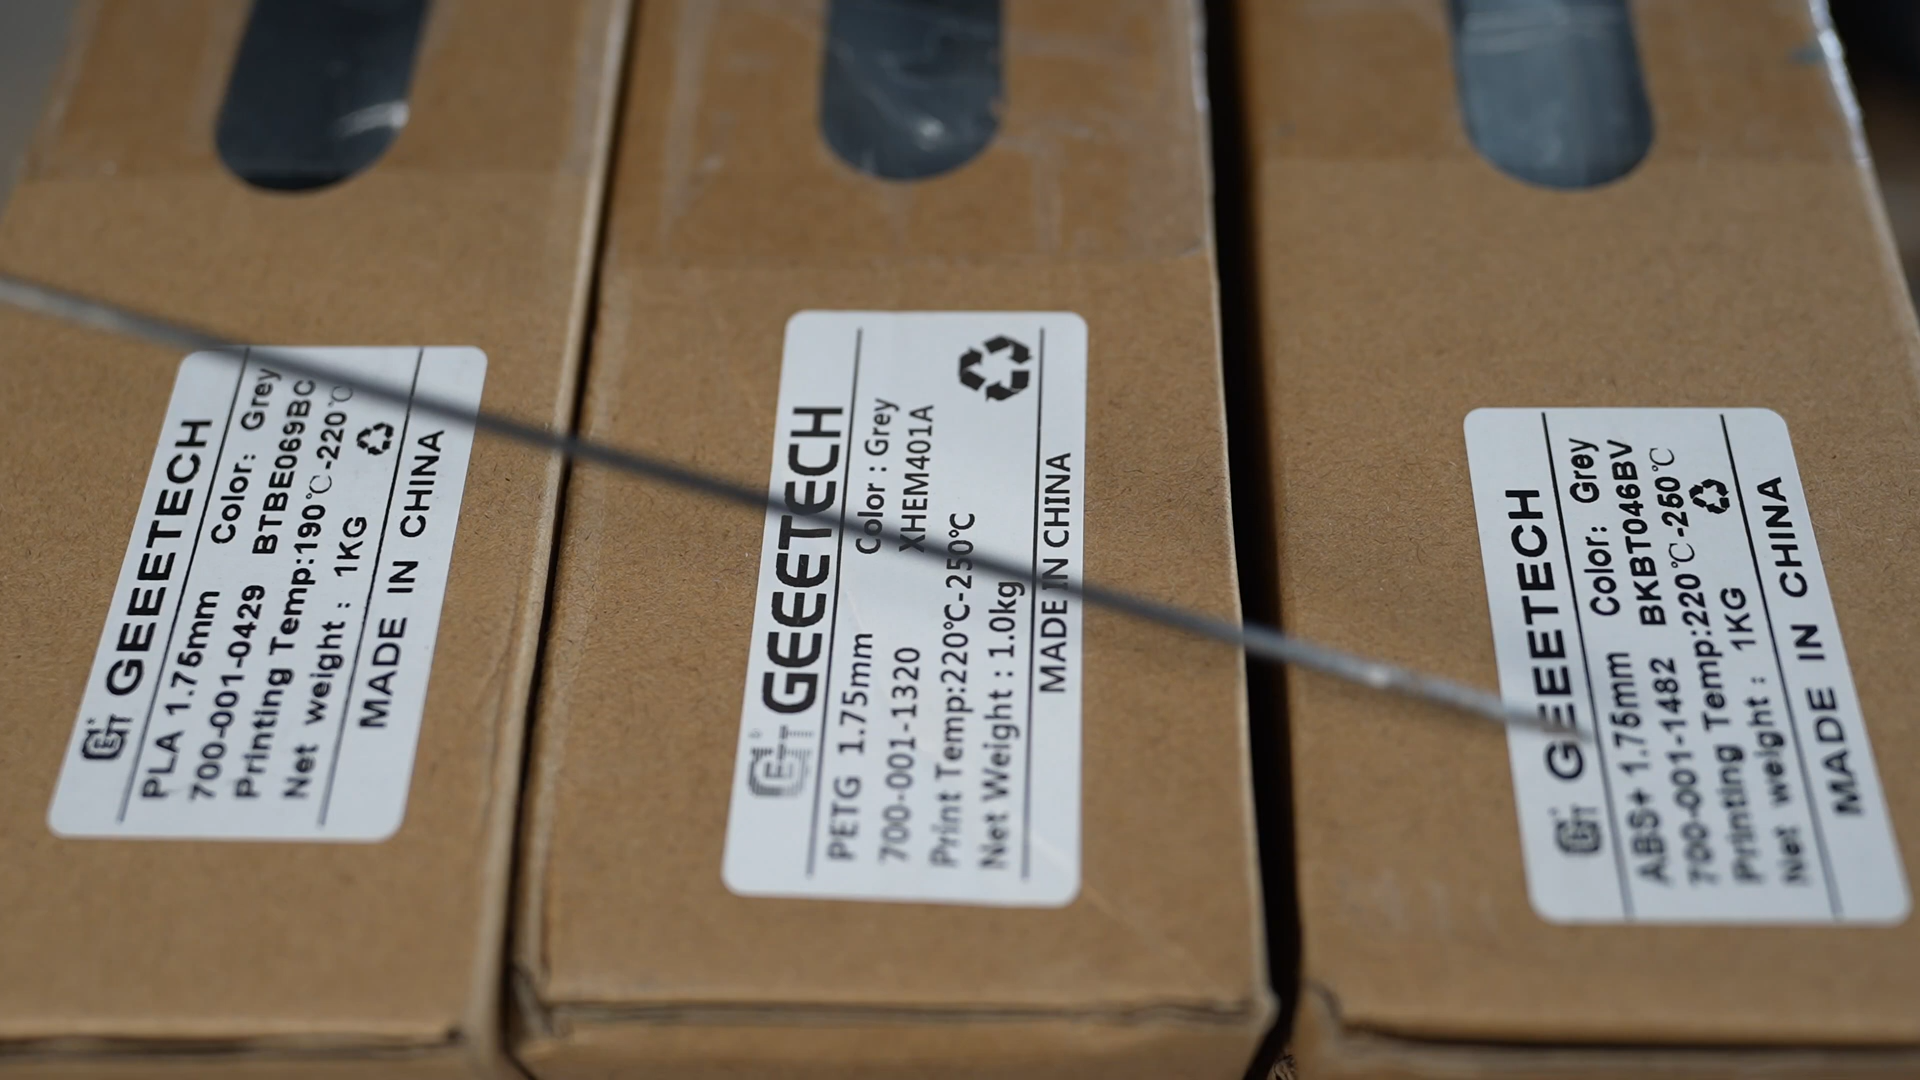 GEEETECH
PLA 1.75mm Color: Grey
700-001-0429 BTBE069BC
Printing Temp:190℃-220℃
Net weight: 1KG
MADE IN CHINA
GEEETECH
PETG 1.75mm Color : Grey
700-001-1320 XHEM401A
Print Temp:220℃-250℃
Net Weight : 1.0kg
MADE IN CHINA
GEEETECH
ABS+ 1.75mm Color: Grey
700-001-1482 BKBT046BV
Printing Temp:220℃-250℃
Net weight: 1KG
MADE IN CHINA